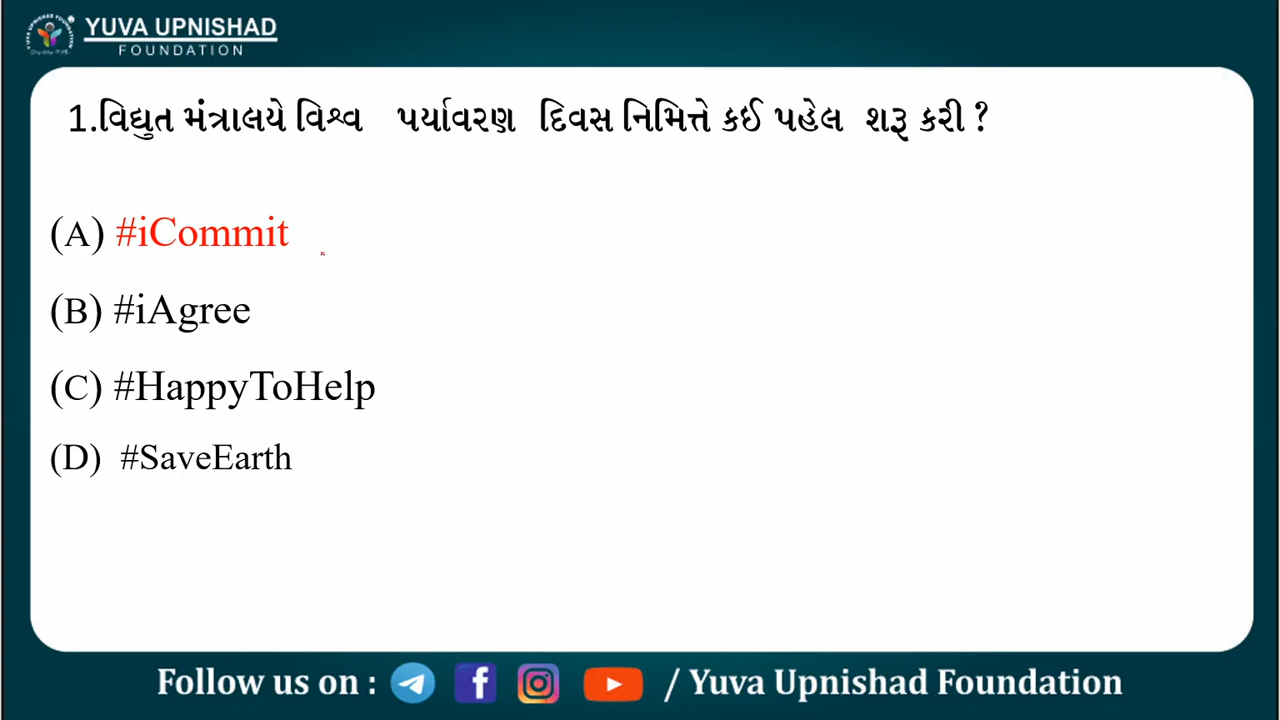 YUVA UPNISHAD
FOUNDATION
1.વિદ્યુત મંત્રાલયે વિશ્વ પર્યાવરણ દિવસ નિમિત્તે કઈ પહેલ શરૂ કરી ?
(A) #iCommit
(B) #iAgree
(C) #HappyToHelp
(D) #SaveEarth
Follow us on : / Yuva Upnishad Foundation